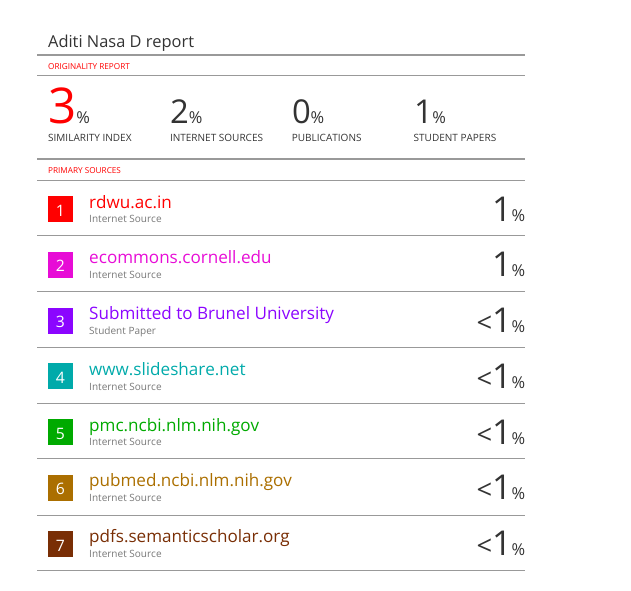 Aditi Nasa D report
ORIGINALITY REPORT
3% 2% 0% 1%
SIMILARITY INDEX INTERNET SOURCES PUBLICATIONS STUDENT PAPERS
PRIMARY SOURCES
1 rdwu.ac.in 1%
Internet Source
2 ecommons.cornell.edu 1%
Internet Source
3 Submitted to Brunel University <1%
Student Paper
4 www.slideshare.net <1%
Internet Source
5 pmc.ncbi.nlm.nih.gov <1%
Internet Source
6 pubmed.ncbi.nlm.nih.gov <1%
Internet Source
7 pdfs.semanticscholar.org <1%
Internet Source